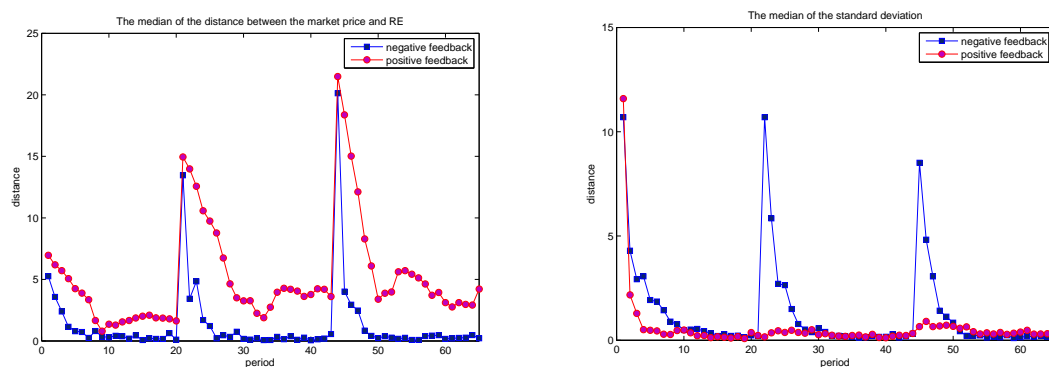 The median of the distance between the market price and RE
25
20
15
10
5
0
distance
0 10 20 30 40 50 60
period
negative feedback
positive feedback
The median of the standard deviation
15
10
5
0
distance
0 10 20 30 40 50 60
period
negative feedback
positive feedback